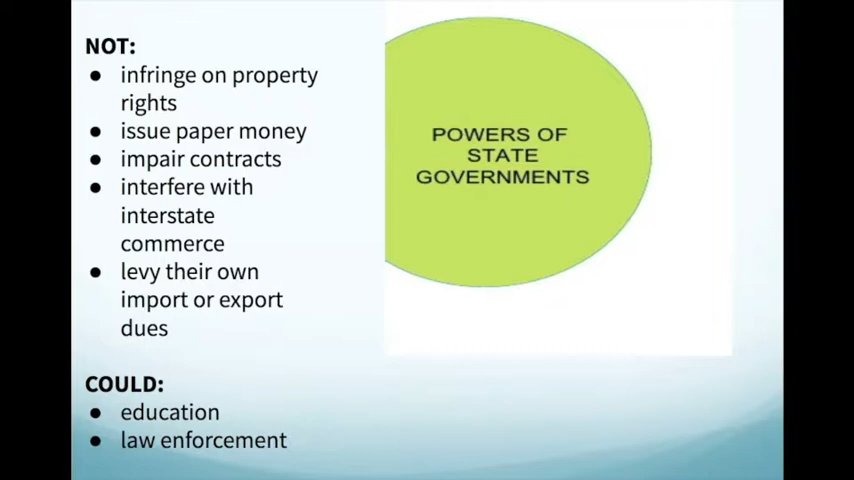 NOT:
● infringe on property
rights
● issue paper money
● impair contracts
● interfere with
interstate
commerce
● levy their own
import or export
dues
COULD:
● education
● law enforcement
POWERS OF
STATE
GOVERNMENTS